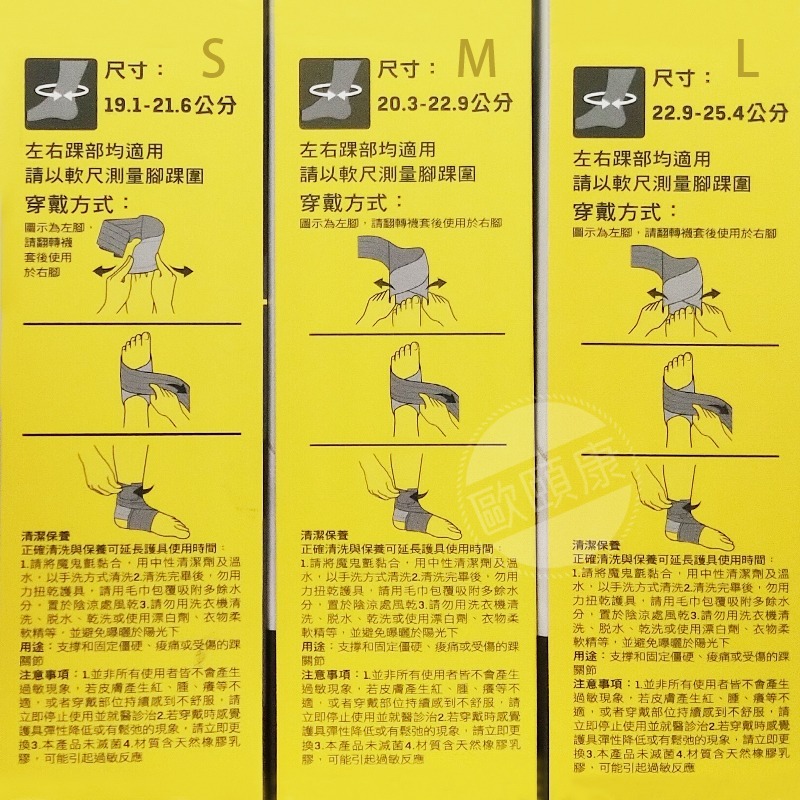 S
尺寸：
19.1-21.6公分
左右踝部均適用
請以軟尺測量腳踝圍
穿戴方式：
圖示為左腳，
請翻轉襪
套後使用
於右腳
清潔保養
正確清洗與保養可延長護具使用時間：
1.請將魔鬼氈黏合，用中性清潔劑及溫
水，以手洗方式清洗2.清洗完畢後，勿用
力扭乾護具，請用毛巾包覆吸附多餘水
分，置於陰涼處風乾3.請勿用洗衣機清
洗、脫水、乾洗或使用漂白劑、衣物柔
軟精等，並避免曝曬於陽光下
用途：支撐和固定僵硬、痠痛或受傷的踝
關節
注意事項：1.並非所有使用者皆不會產生
過敏現象，若皮膚產生紅、腫、癢等不
適，或者穿戴部位持續感到不舒服，請
立即停止使用並就醫診治2.若穿戴時感覺
護具彈性降低或有鬆弛的現象，請立即更
換3.本產品未滅菌4.材質含天然橡膠乳
膠，可能引起過敏反應
M
尺寸：
20.3-22.9公分
左右踝部均適用
請以軟尺測量腳踝圍
穿戴方式：
圖示為左腳，請翻轉襪套後使用於右腳
清潔保養
正確清洗與保養可延長護具使用時間：
1.請將魔鬼氈黏合，用中性清潔劑及溫
水，以手洗方式清洗2.清洗完畢後，勿用
力扭乾護具，請用毛巾包覆吸附多餘水
分，置於陰涼處風乾3.請勿用洗衣機清
洗、脫水、乾洗或使用漂白劑、衣物柔
軟精等，並避免曝曬於陽光下
用途：支撐和固定僵硬、痠痛或受傷的踝
關節
注意事項：1.並非所有使用者皆不會產生
過敏現象，若皮膚產生紅、腫、癢等不
適，或者穿戴部位持續感到不舒服，請
立即停止使用並就醫診治2.若穿戴時感覺
護具彈性降低或有鬆弛的現象，請立即更
換3.本產品未滅菌4.材質含天然橡膠乳
膠，可能引起過敏反應
L
尺寸：
22.9-25.4公分
左右踝部均適用
請以軟尺測量腳踝圍
穿戴方式：
圖示為左腳，請翻轉襪套後使用於右腳
清潔保養
正確清洗與保養可延長護具使用時間：
1.請將魔鬼氈黏合，用中性清潔劑及溫
水，以手洗方式清洗2.清洗完畢後，勿用
力扭乾護具，請用毛巾包覆吸附多餘水
分，置於陰涼處風乾3.請勿用洗衣機清
洗、脫水、乾洗或使用漂白劑、衣物柔
軟精等，並避免曝曬於陽光下
用途：支撐和固定僵硬、痠痛或受傷的踝
關節
注意事項：1.並非所有使用者皆不會產生
過敏現象，若皮膚產生紅、腫、癢等不
適，或者穿戴部位持續感到不舒服，請
立即停止使用並就醫診治2.若穿戴時感覺
護具彈性降低或有鬆弛的現象，請立即更
換3.本產品未滅菌4.材質含天然橡膠乳
膠，可能引起過敏反應
歐頤康